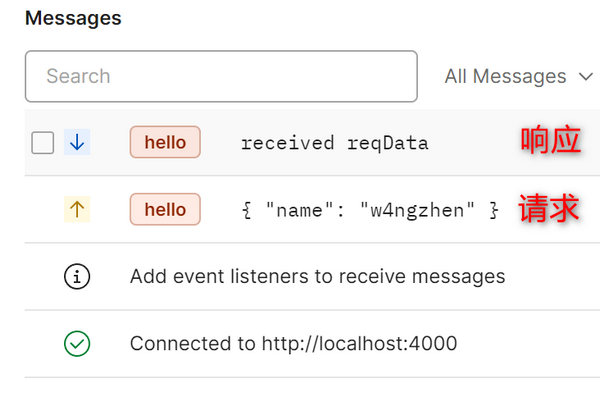 Messages
Search All Messages
hello received reqData 响应
hello { "name": "w4ngzhen" } 请求
Add event listeners to receive messages
Connected to http://localhost:4000